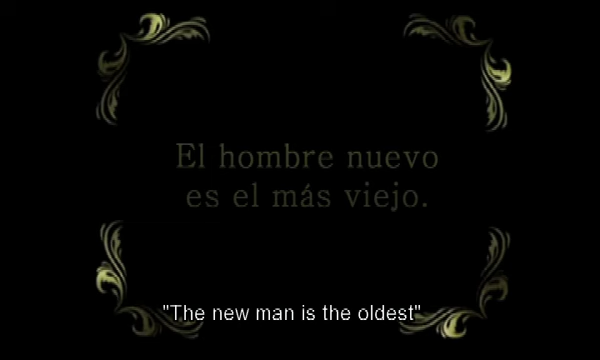 El hombre nuevo
es el más viejo.
"The new man is the oldest"